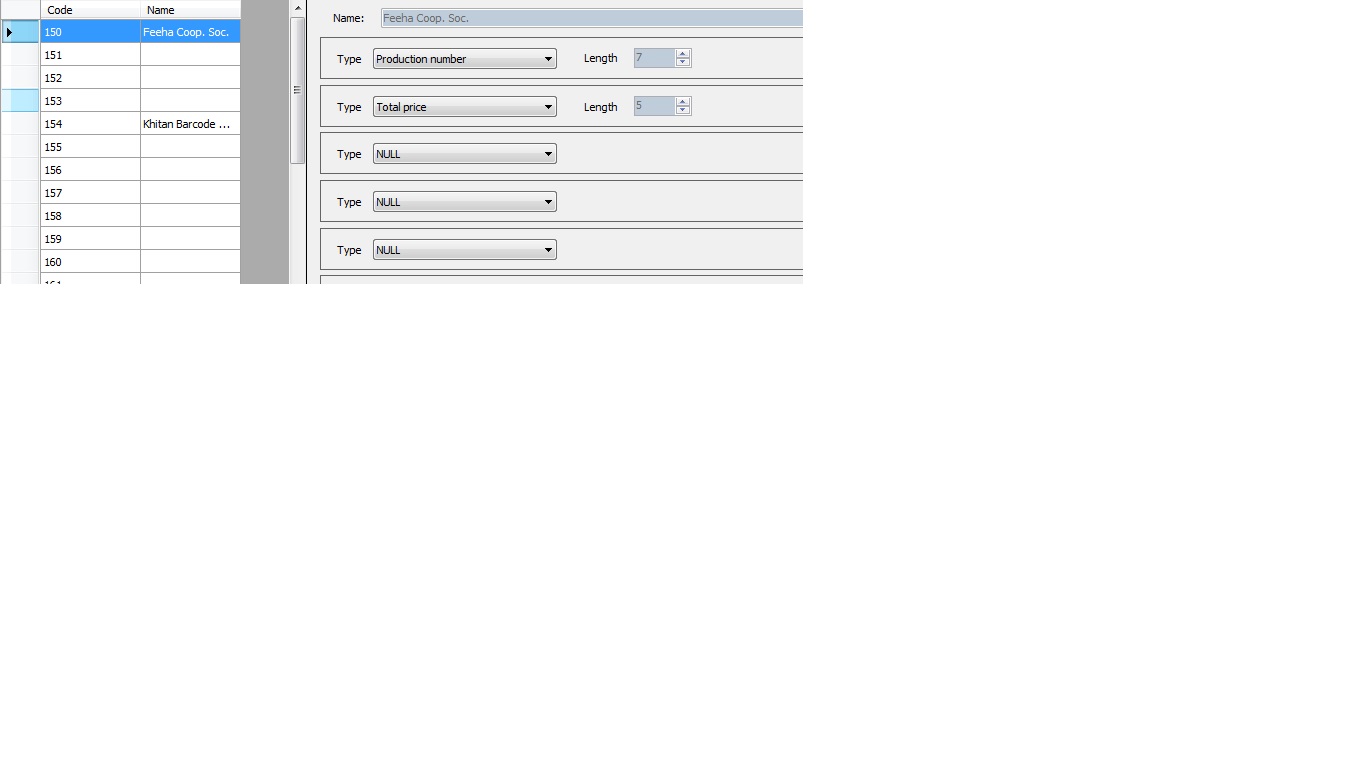 Code Name
150 Feeha Coop. Soc.
151
152
153
154 Khitan Barcode ...
155
156
157
158
159
160
Name: Feeha Coop. Soc.
Type Production number Length 7
Type Total price Length 5
Type NULL
Type NULL
Type NULL